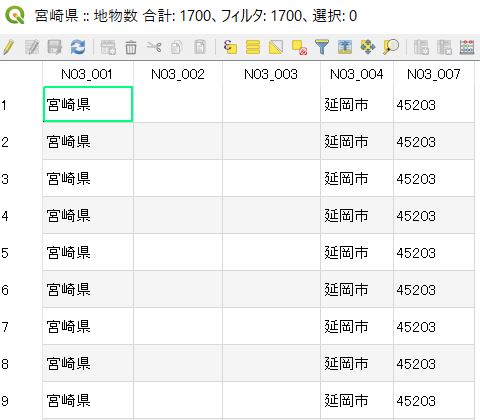 宮崎県 :: 地物数 合計: 1700、フィルタ: 1700、選択: 0
N03_001 N03_002 N03_003 N03_004 N03_007
1 宮崎県 延岡市 45203
2 宮崎県 延岡市 45203
3 宮崎県 延岡市 45203
4 宮崎県 延岡市 45203
5 宮崎県 延岡市 45203
6 宮崎県 延岡市 45203
7 宮崎県 延岡市 45203
8 宮崎県 延岡市 45203
9 宮崎県 延岡市 45203